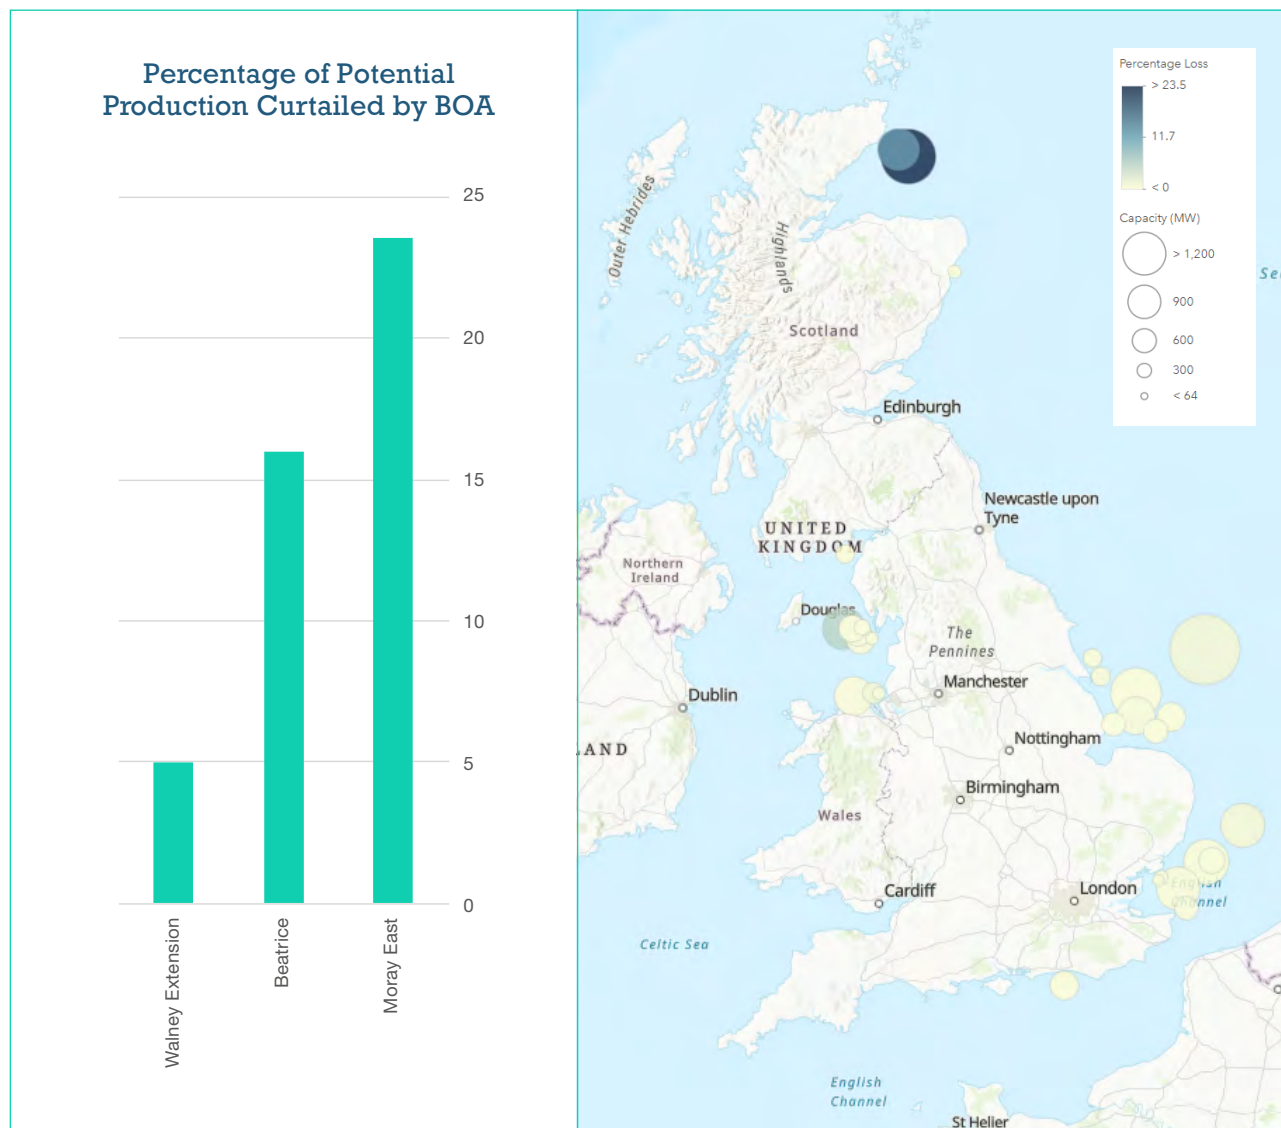 Percentage of Potential
Production Curtailed by BOA
25
20
15
10
5
0
Walney Extension
Beatrice
Moray East
Percentage Loss
> 23.5
11.7
< 0
Capacity (MW)
> 1,200
900
600
300
< 64
Outer Hebrides
Highlands
Scotland
Edinburgh
Newcastle upon
Tyne
UNITED
KINGDOM
Northern
Ireland
Douglas
The
Pennines
Manchester
Dublin
Nottingham
Birmingham
Wales
Cardiff
London
English
Channel
Celtic Sea
English
Channel
St Helier